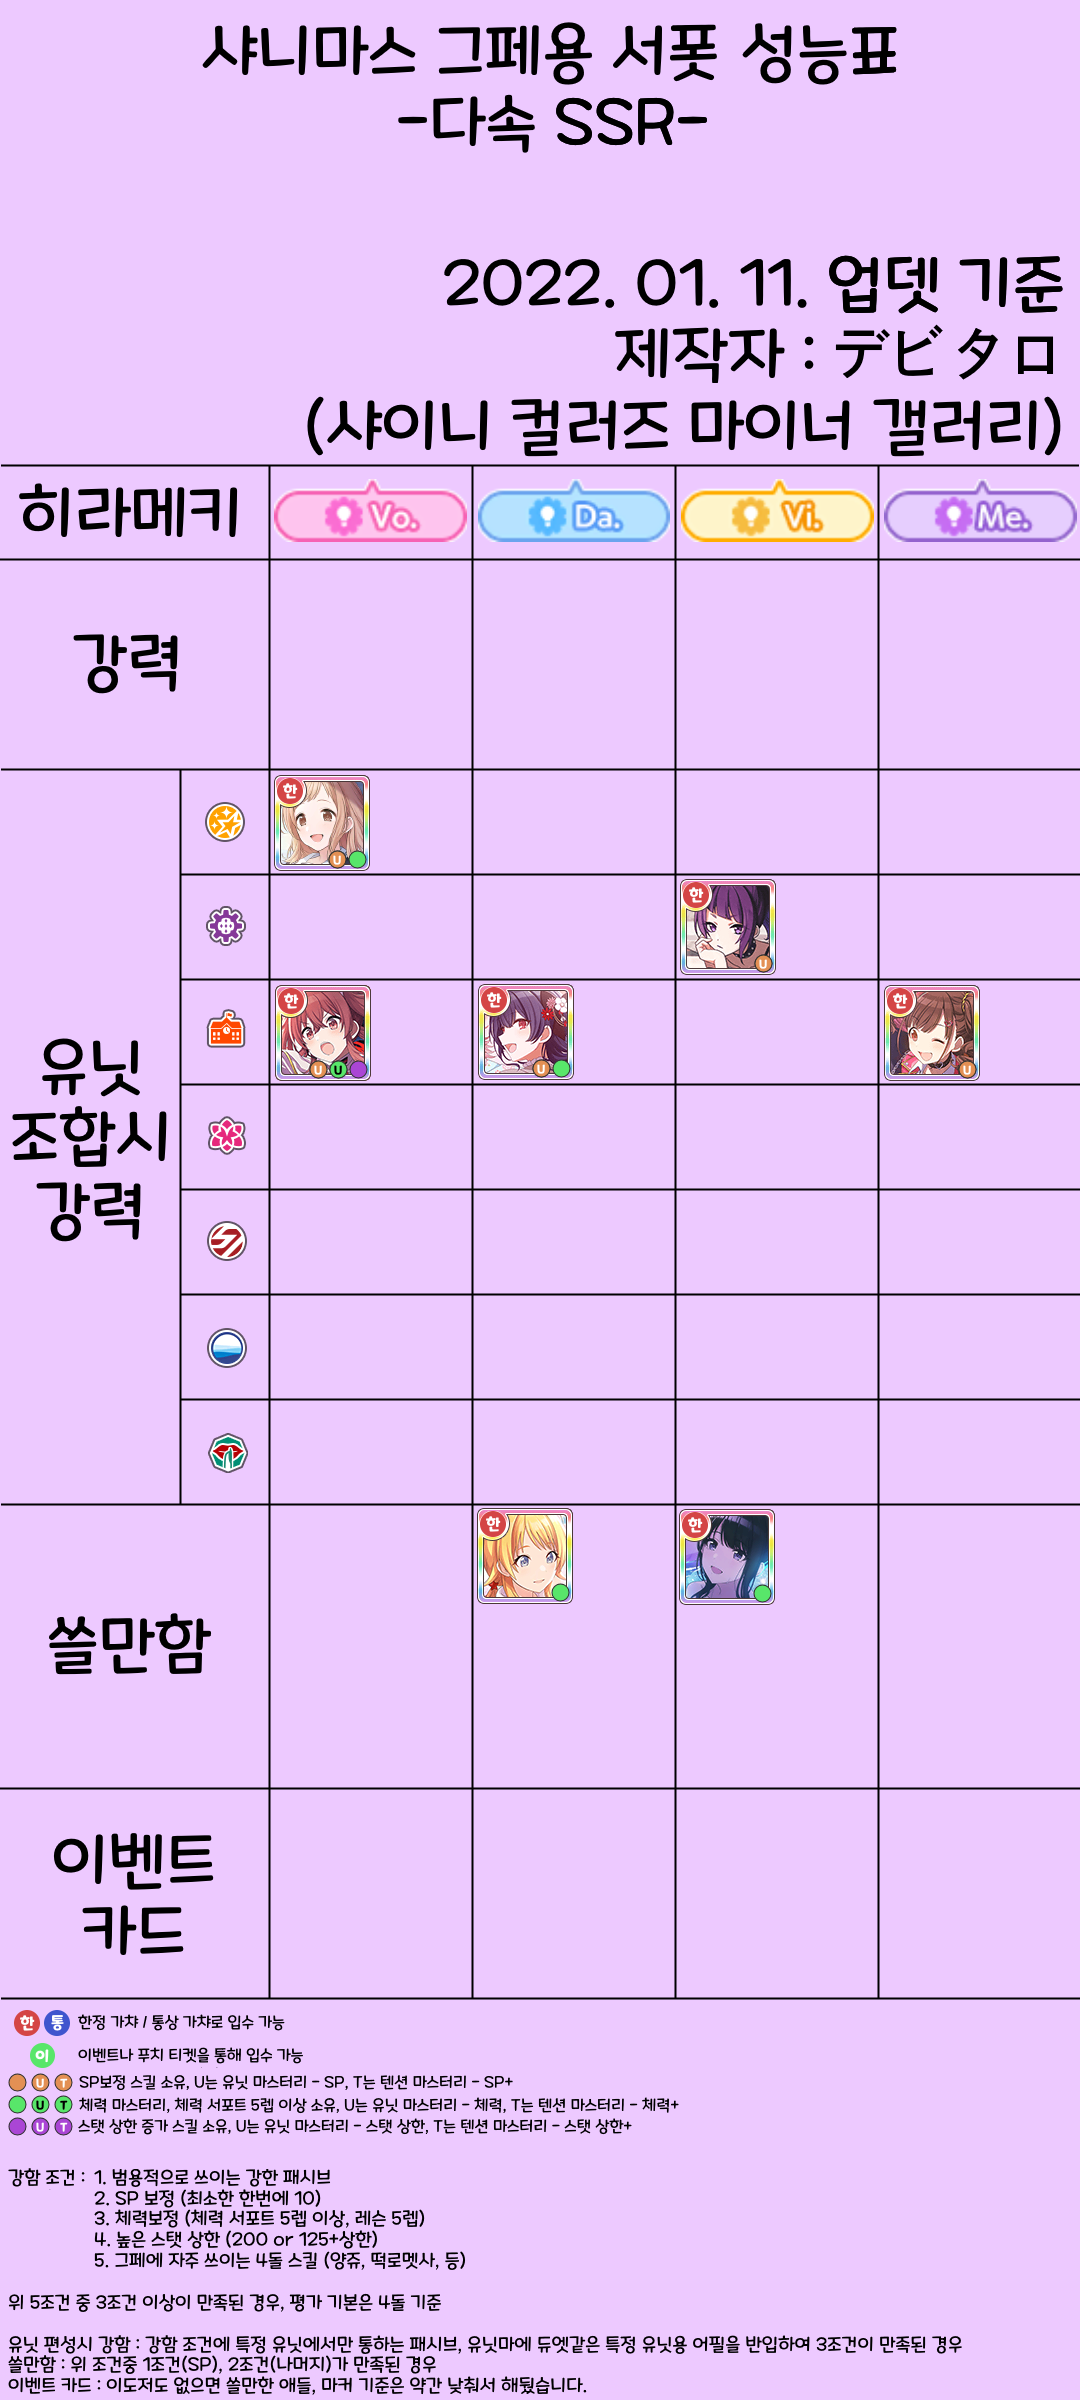 샤니마스 그페용 서폿 성능표
-다속 SSR-
2022. 01. 11. 업뎃 기준
제작자 : デビタロ
(샤이니 컬러즈 마이너 갤러리)
히라메키 Vo. Da. Vi. Me.
강력
한 U
한 U
한 U U 한 U 한 U
유닛
조합시
강력
한 한
쓸만함
이벤트
카드
한 통 한정 가챠 / 통상 가챠로 입수 가능
이 이벤트나 푸치 티켓을 통해 입수 가능
U T SP보정 스킬 소유, U는 유닛 마스터리 - SP, T는 텐션 마스터리 - SP+
U T 체력 마스터리, 체력 서포트 5렙 이상 소유, U는 유닛 마스터리 - 체력, T는 텐션 마스터리 - 체력+
U T 스탯 상한 증가 스킬 소유, U는 유닛 마스터리 - 스탯 상한, T는 텐션 마스터리 - 스탯 상한+
강함 조건 : 1. 범용적으로 쓰이는 강한 패시브
2. SP 보정 (최소한 한번에 10)
3. 체력보정 (체력 서포트 5렙 이상, 레슨 5렙)
4. 높은 스탯 상한 (200 or 125+상한)
5. 그페에 자주 쓰이는 4돌 스킬 (양쥬, 떡로멧사, 등)
위 5조건 중 3조건 이상이 만족된 경우, 평가 기본은 4돌 기준
유닛 편성시 강함 : 강함 조건에 특정 유닛에서만 통하는 패시브, 유닛마에 듀엣같은 특정 유닛용 어필을 반입하여 3조건이 만족된 경우
쓸만함 : 위 조건중 1조건(SP), 2조건(나머지)가 만족된 경우
이벤트 카드 : 이도저도 없으면 쓸만한 애들, 마커 기준은 약간 낮춰서 해뒀습니다.